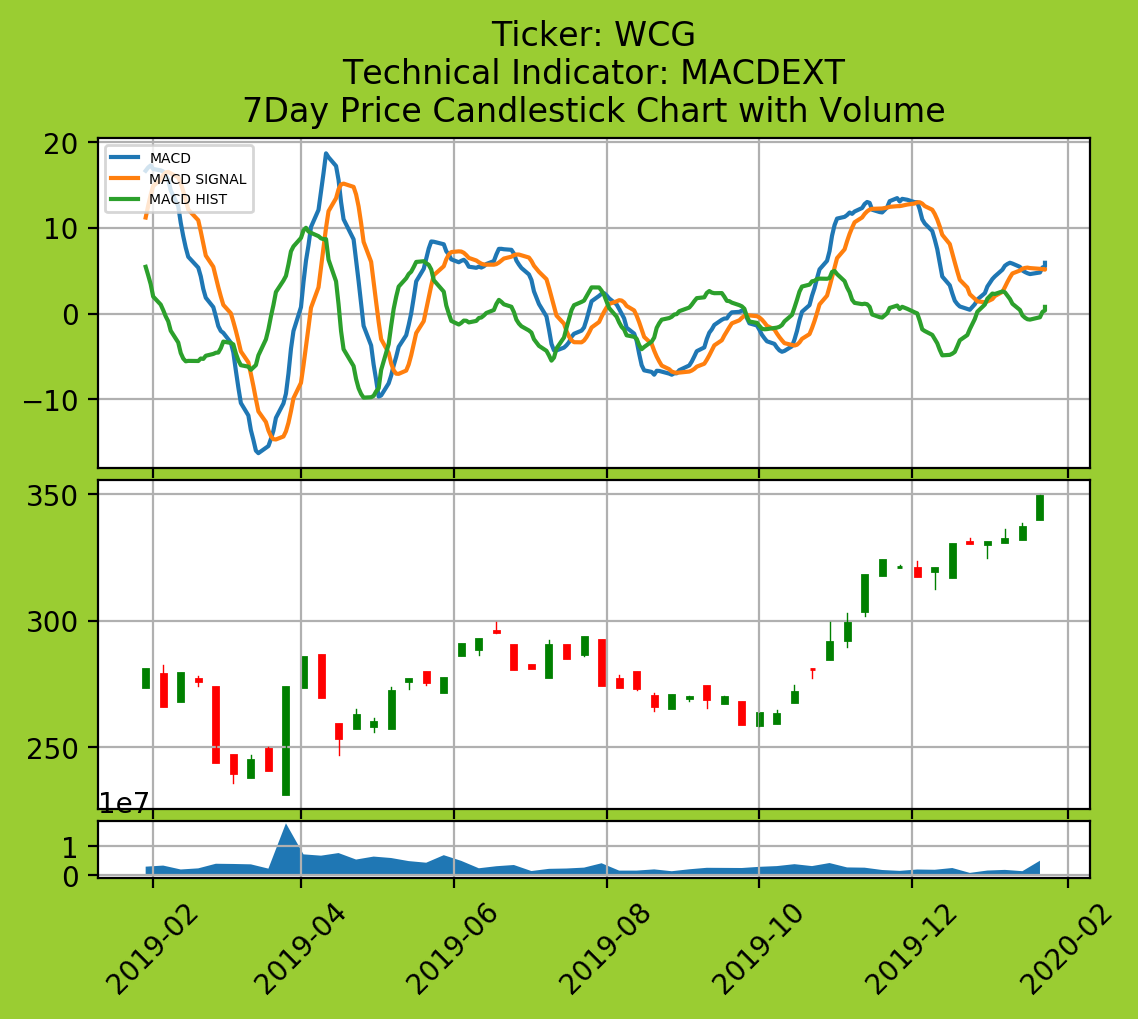 Ticker: WCG
Technical Indicator: MACDEXT
7Day Price Candlestick Chart with Volume
MACD
MACD SIGNAL
MACD HIST
20
10
0
−10
350
300
250
1e7
1
0
2019-02
2019-04
2019-06
2019-08
2019-10
2019-12
2020-02